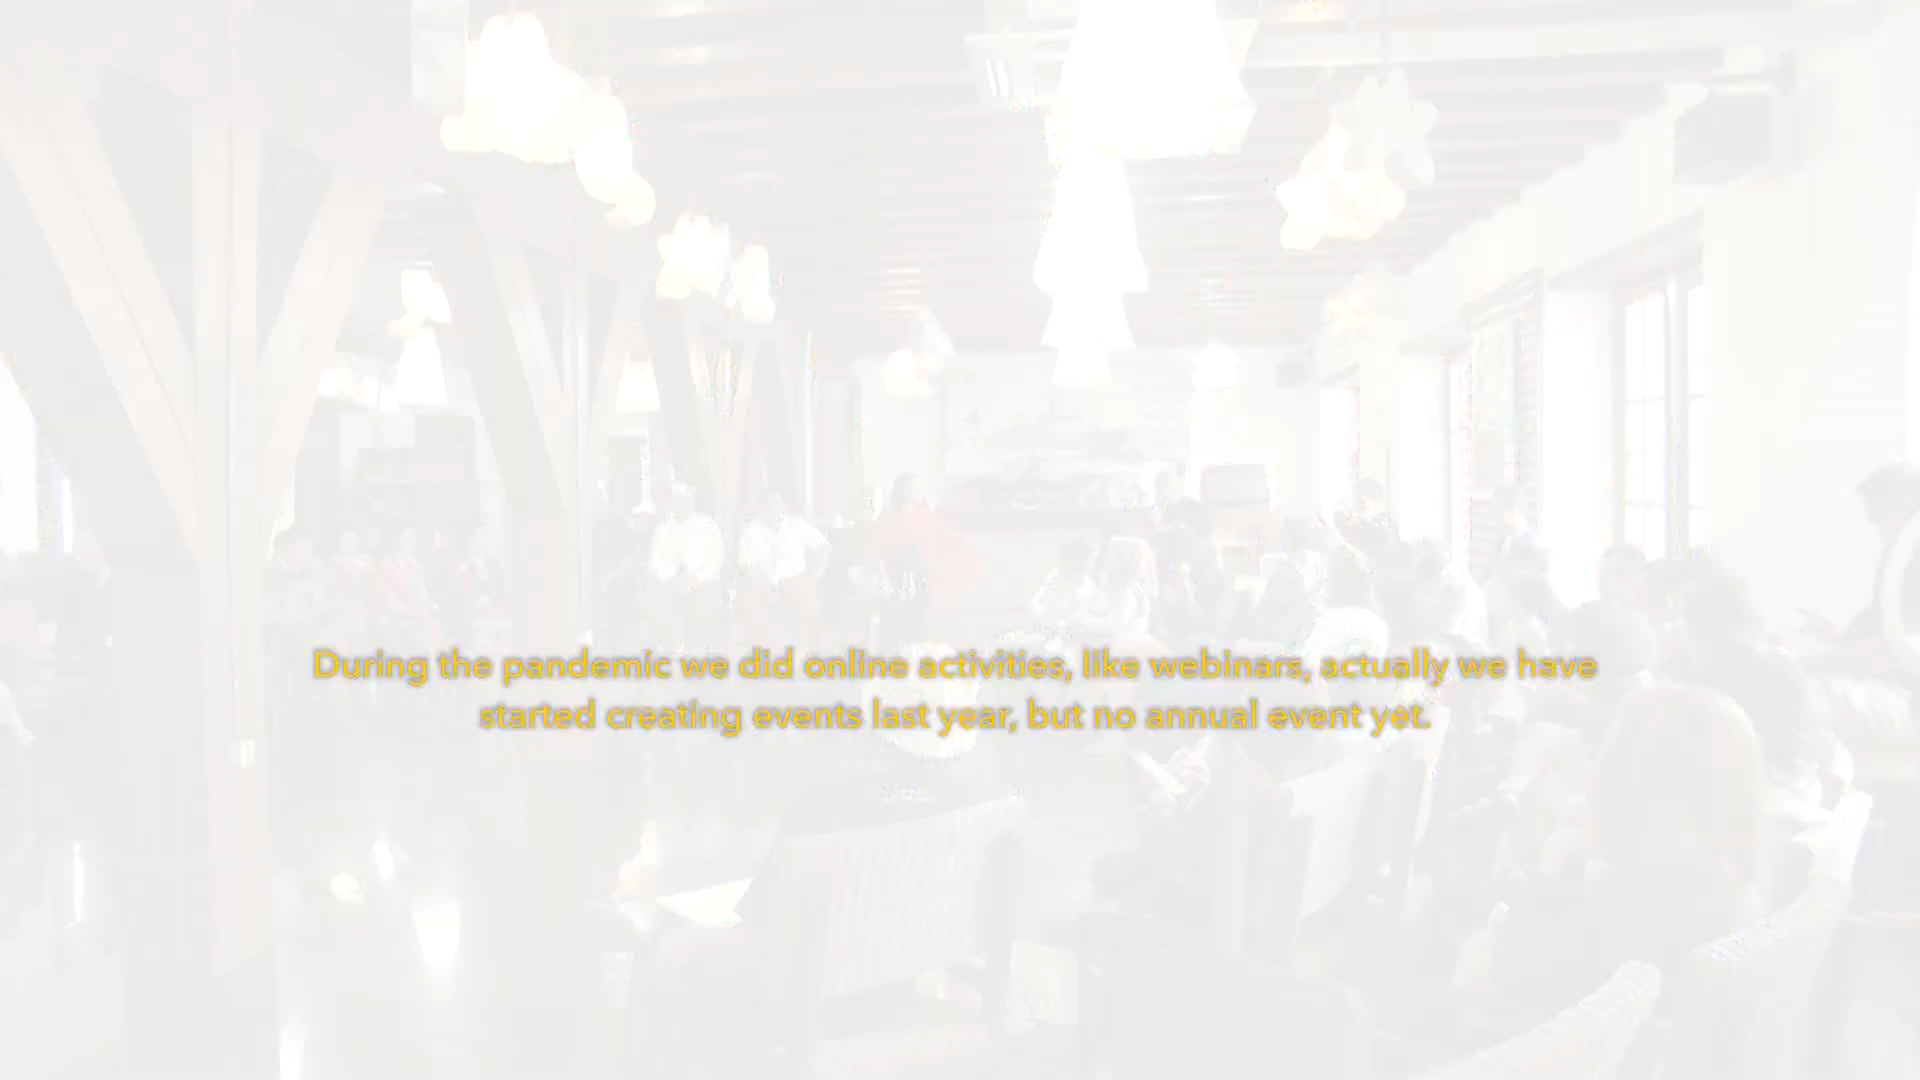 During the pandemic we did online activities, like webinars, actually we have
started creating events last year, but no annual event yet.